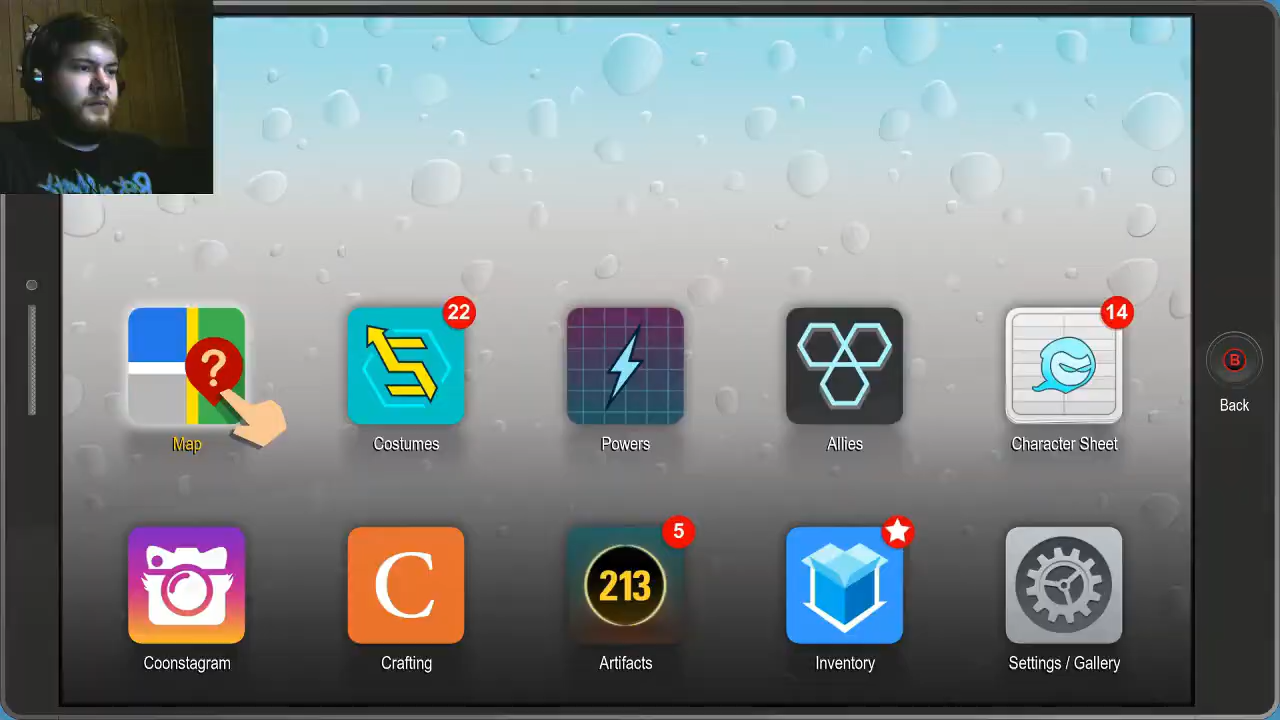 22
14
?
B
Back
Map
Costumes
Powers
Allies
Character Sheet
5
C
213
Coonstagram
Crafting
Artifacts
Inventory
Settings / Gallery